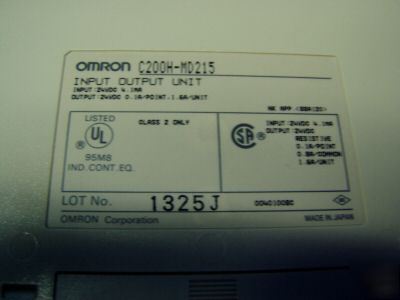 OMRON C200H-MD215
INPUT OUTPUT UNIT
INPUT:24VDC 4.1mA
OUTPUT:24VDC 0.1A/POINT.1.6A/UNIT
LISTED
UL
95M8
IND. CONT. EQ.
CLASS 2 ONLY
SA
INPUT:24VDC 4.1mA
OUTPUT:24VDC
RESISTIVE
0.1A/POINT
0.8A/COMMON
1.6A/UNIT
LOT No. 1325J
OMRON Corporation
MADE IN JAPAN